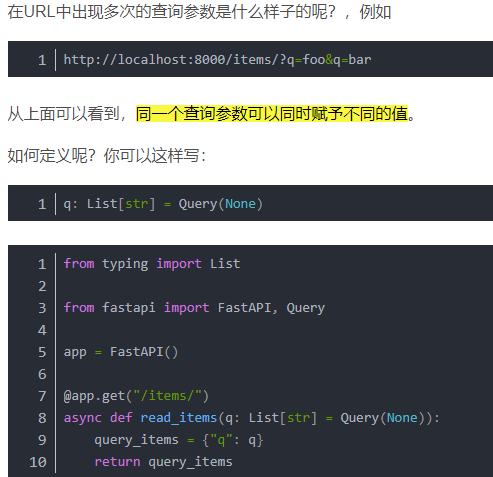 在URL中出现多次的查询参数是什么样子的呢？，例如
1 http://localhost:8000/items/?q=foo&q=bar
从上面可以看到，同一个查询参数可以同时赋予不同的值。
如何定义呢？你可以这样写：
1 q: List[str] = Query(None)
1 from typing import List
2
3 from fastapi import FastAPI, Query
4
5 app = FastAPI()
6
7 @app.get("/items/")
8 async def read_items(q: List[str] = Query(None)):
9     query_items = {"q": q}
10     return query_items